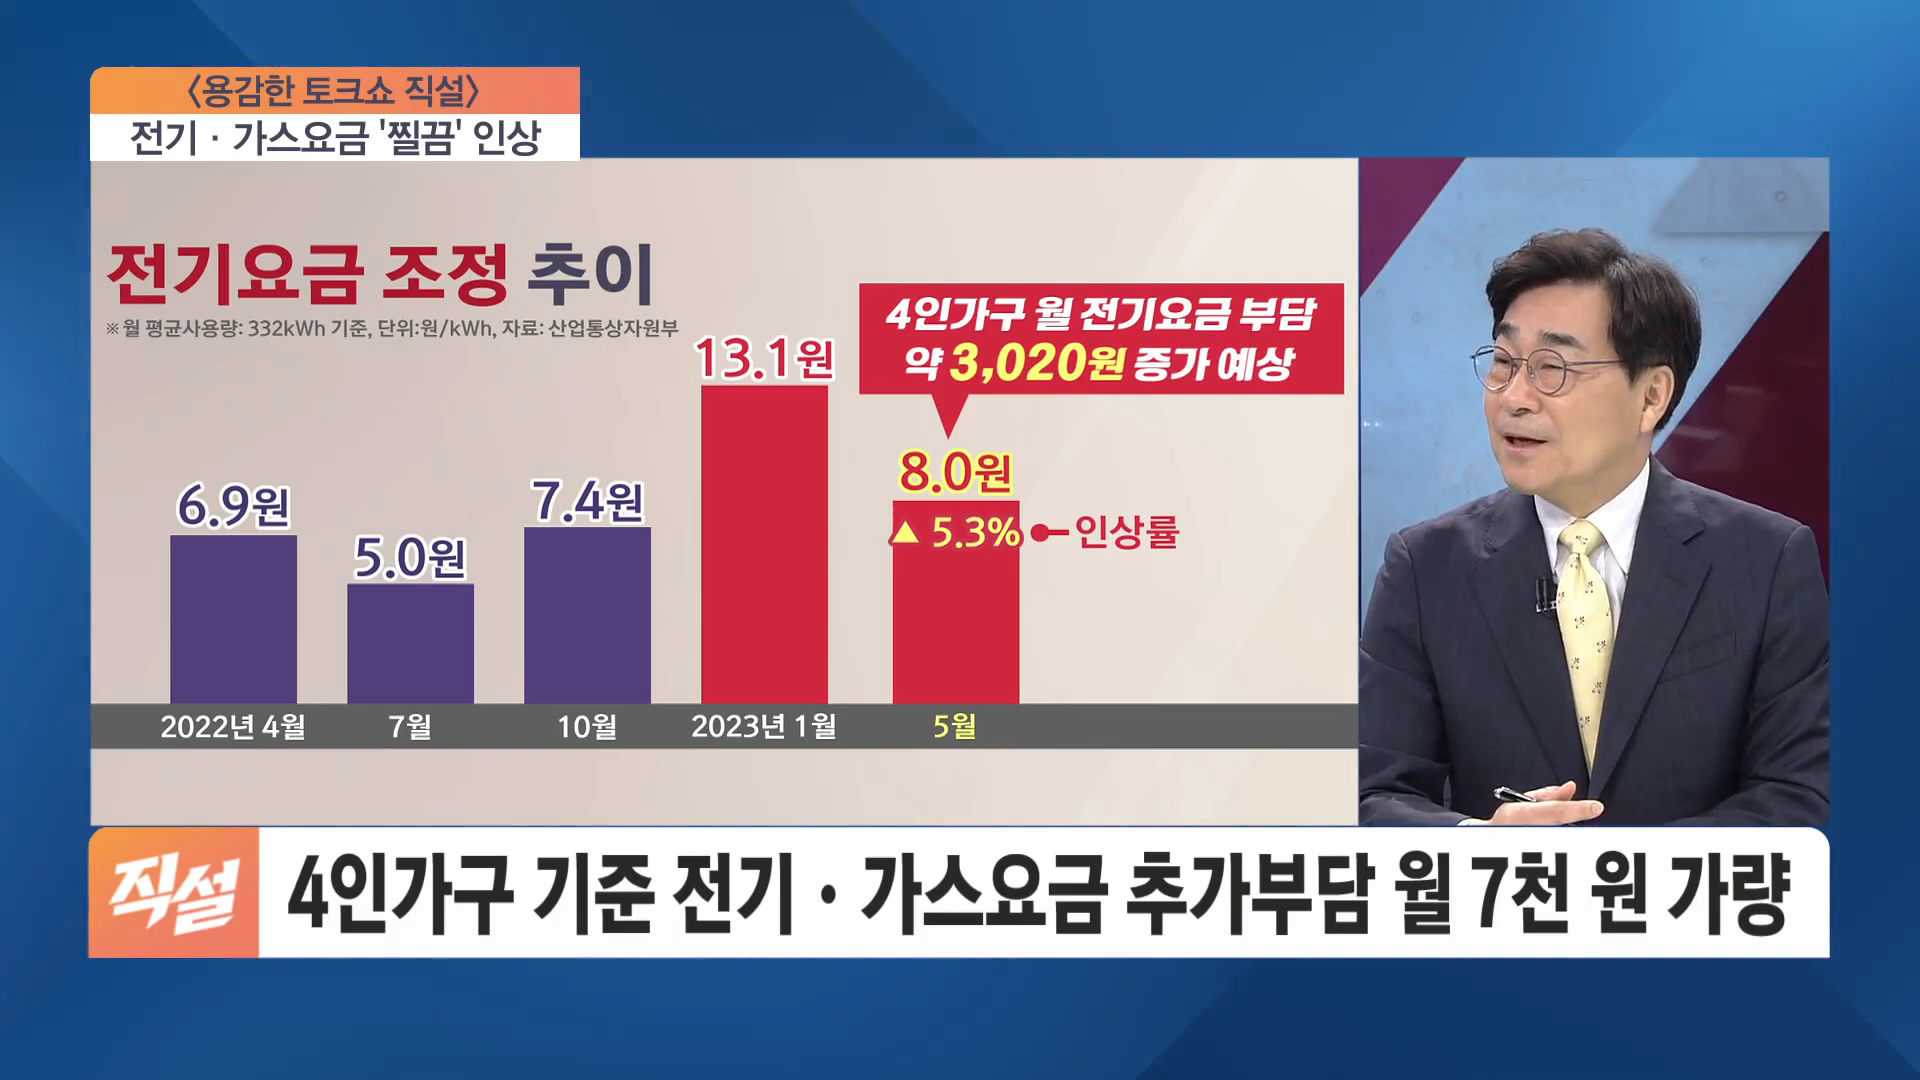 〈용감한 토크쇼 직설〉
전기 · 가스요금 '찔끔' 인상
전기요금 조정 추이
※ 월 평균사용량: 332kWh 기준, 단위:원/kWh, 자료: 산업통상자원부
4인가구 월 전기요금 부담
약 3,020원 증가 예상
6.9원
5.0원
7.4원
13.1원
8.0원
▲ 5.3%
인상률
2022년 4월
7월
10월
2023년 1월
5월
직설
4인가구 기준 전기 · 가스요금 추가부담 월 7천 원 가량